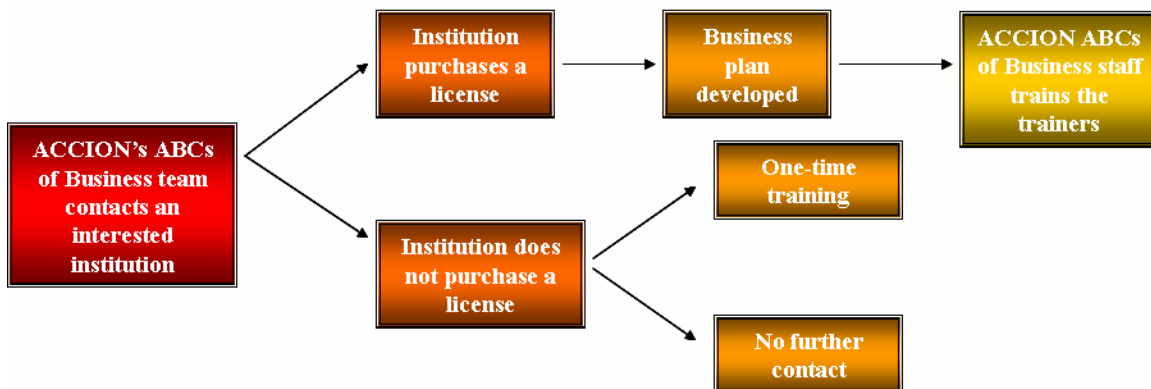 Institution
purchases a
license
Business
plan
developed
ACCION ABCs
of Business staff
trains the
trainers
ACCION's ABCs
of Business team
contacts an
interested
institution
One-time
training
Institution does
not purchase a
license
No further
contact